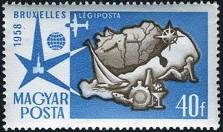 BRUXELLES
LÉGIPOSTA
1958
MAGYAR
POSTA
40f